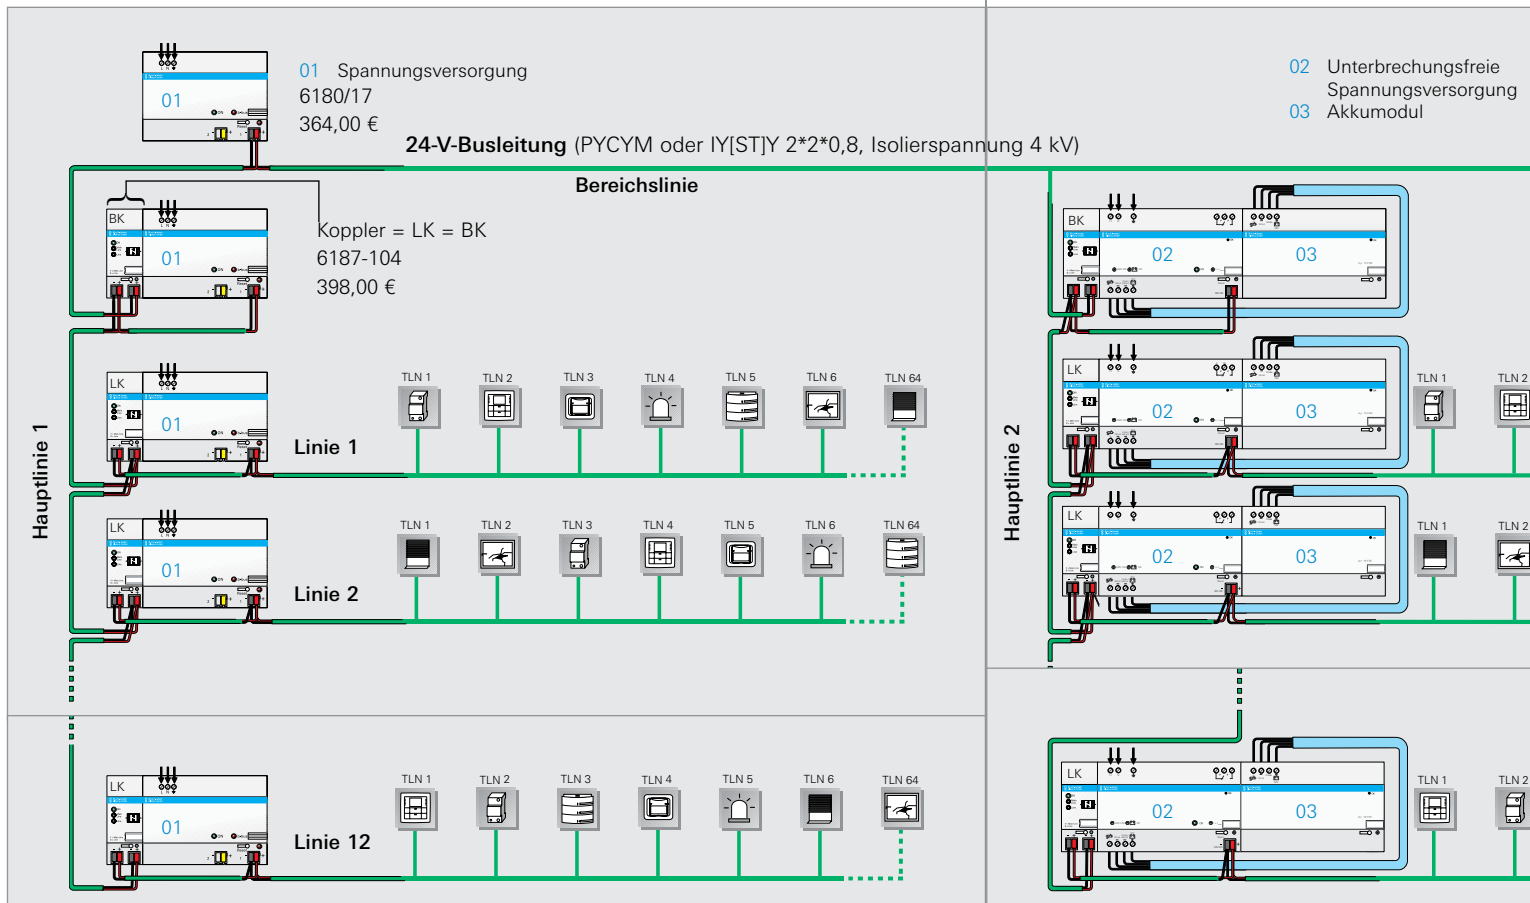 01 Spannungsversorgung
6180/17
364,00 €
02 Unterbrechungsfreie
Spannungsversorgung
03 Akkumodul
01
24-V-Busleitung (PYCYM oder IY[ST]Y 2*2*0,8, Isolierspannung 4 kV)
Bereichslinie
BK
01
Koppler = LK = BK
6187-104
398,00 €
BK
02
03
Hauptlinie 1
LK
01
Linie 1
TLN 1
TLN 2
TLN 3
TLN 4
TLN 5
TLN 6
TLN 64
Hauptlinie 2
LK
02
03
TLN 1
TLN 2
LK
01
Linie 2
TLN 1
TLN 2
TLN 3
TLN 4
TLN 5
TLN 6
TLN 64
LK
02
03
TLN 1
TLN 2
LK
01
Linie 12
TLN 1
TLN 2
TLN 3
TLN 4
TLN 5
TLN 6
TLN 64
LK
02
03
TLN 1
TLN 2